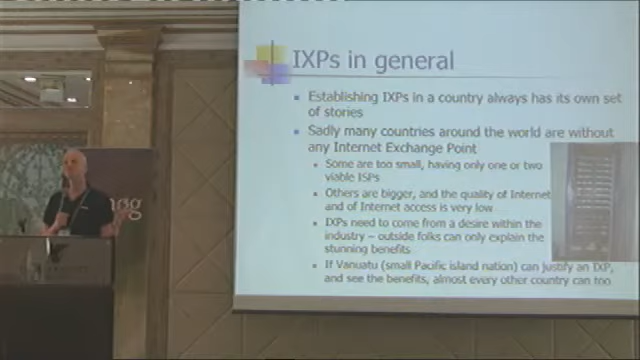 IXPs in general
Establishing IXPs in a country always has its own set
of stories
Sadly many countries around the world are without
any Internet Exchange Point
Some are too small, having only one or two
viable ISPs
Others are bigger, and the quality of Internet
and of Internet access is very low
IXPs need to come from a desire within the
industry – outside folks can only explain the
stunning benefits
If Vanuatu (small Pacific island nation) can justify an IXP,
and see the benefits, almost every other country can too